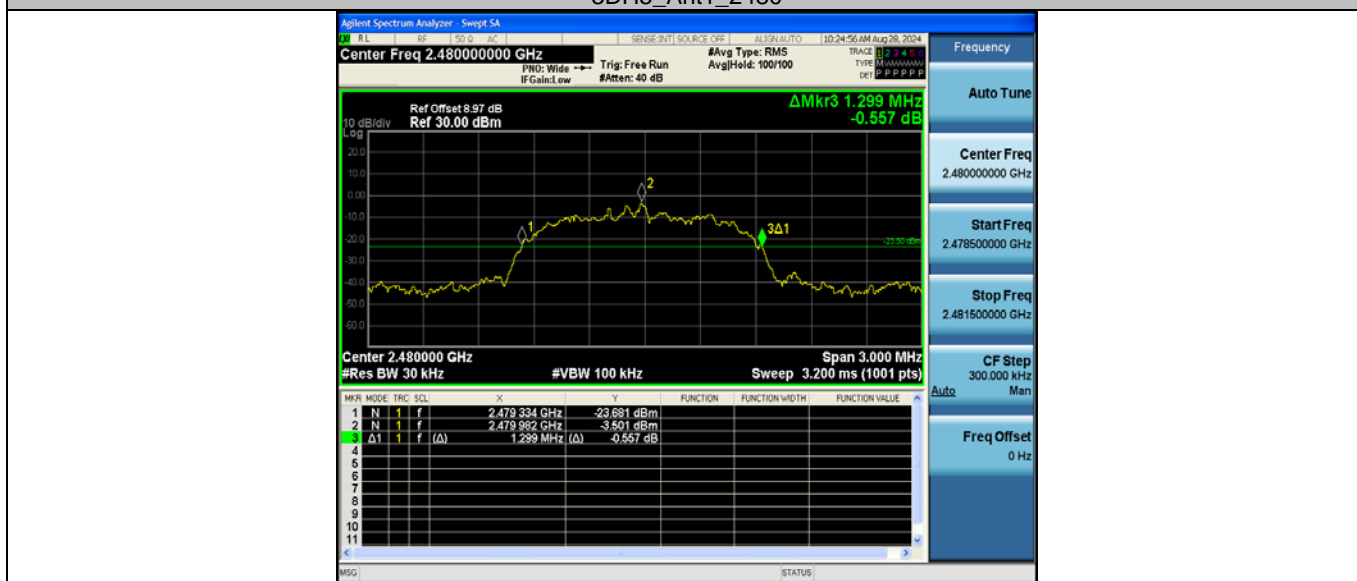 Agilent Spectrum Analyzer - Swept SA
RL RF 50 Ω AC SENSE:INT SOURCE OFF ALIGN AUTO 10:24:56 AM Aug 28, 2024
Center Freq 2.480000000 GHz
PNO: Wide
IFGain:Low
Trig: Free Run
#Atten: 40 dB
#Avg Type: RMS
Avg|Hold: 100/100
TRACE 1 2 3 4 5 6
TYPE M
DET P P P P P P
Frequency
Auto Tune
Center Freq
2.480000000 GHz
Start Freq
2.478500000 GHz
Stop Freq
2.481500000 GHz
CF Step
300.000 kHz
Auto Man
Freq Offset
0 Hz
ΔMkr3 1.299 MHz
-0.557 dB
Ref Offset 8.97 dB
Ref 30.00 dBm
10 dB/div
Log
20.0
10.0
0.00
-10.0
-20.0
-30.0
-40.0
-50.0
-60.0
1
2
3Δ1
-23.50 dBm
Center 2.480000 GHz Span 3.000 MHz
#Res BW 30 kHz #VBW 100 kHz Sweep 3.200 ms (1001 pts)
MKR MODE TRC SCL X Y FUNCTION FUNCTION WIDTH FUNCTION VALUE
1 N 1 f 2.479 334 GHz -23.681 dBm
2 N 1 f 2.479 982 GHz -3.501 dBm
3 Δ1 1 f (Δ) 1.299 MHz (Δ) -0.557 dB
4
5
6
7
8
9
10
11
MSG STATUS